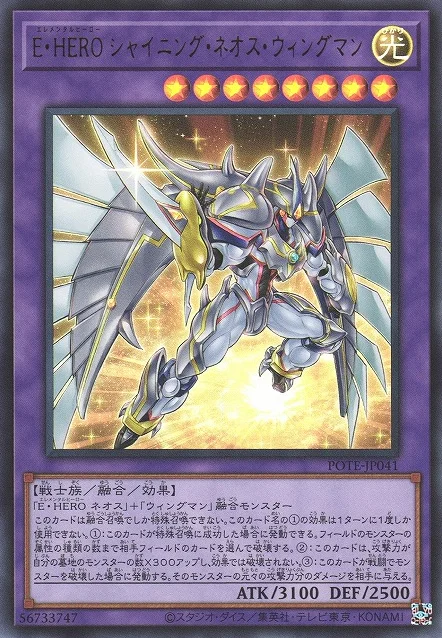 エレメンタルヒーロー
E・HERO シャイニング・ネオス・ウィングマン
ひかり
光
POTE-JP041
【戦士族／融合／効果】
「E・HERO ネオス」＋「ウィングマン」融合モンスター
このカードは融合召喚でしか特殊召喚できない。このカード名の①の効果は１ターンに１度しか
使用できない。①：このカードが特殊召喚に成功した場合に発動できる。フィールドのモンスターの
属性の種類の数まで相手フィールドのカードを選んで破壊する。②：このカードは、攻撃力が
自分の墓地のモンスターの数×300アップし、効果では破壊されない。③：このカードが戦闘でモン
スターを破壊した場合に発動する。そのモンスターの元々の攻撃力分のダメージを相手に与える。
ATK/3100 DEF/2500
56733747
©スタジオ・ダイス／集英社・テレビ東京・KONAMI